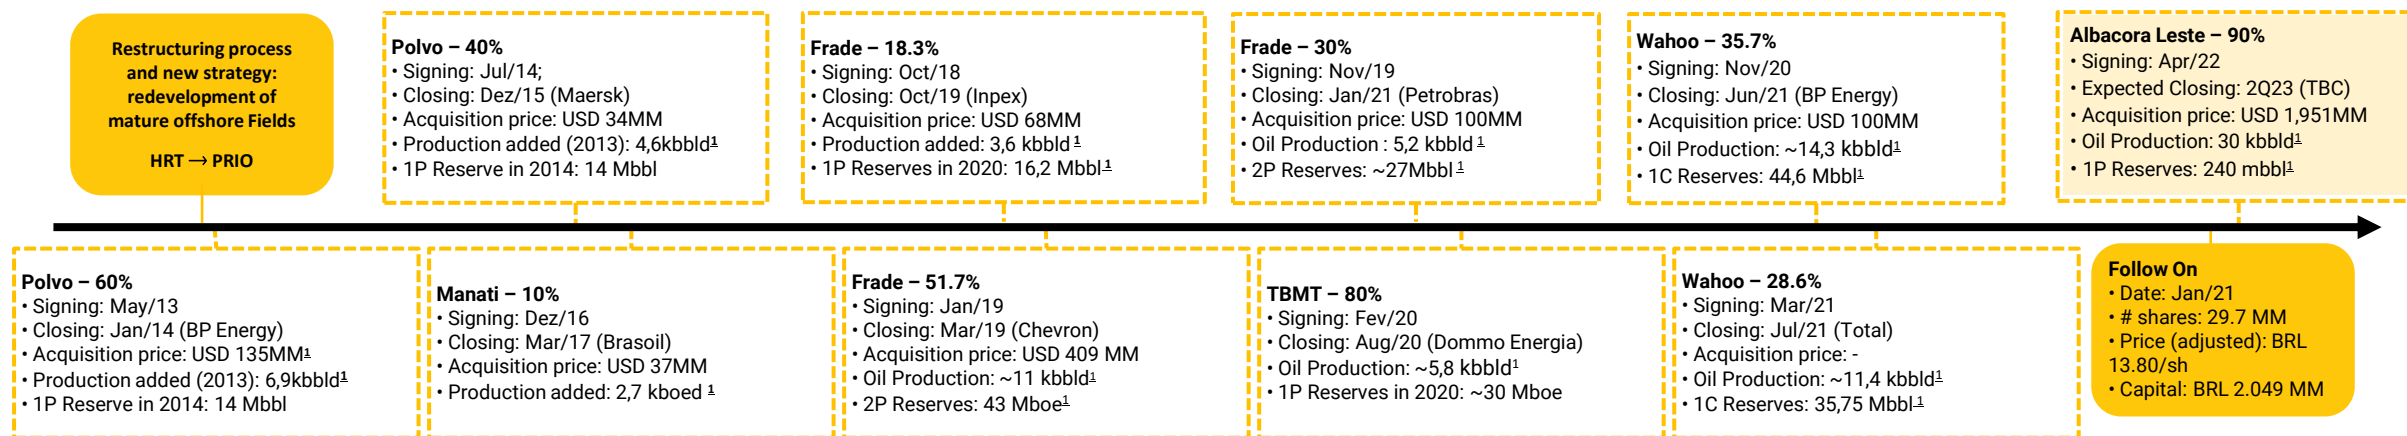 Restructuring process
and new strategy:
redevelopment of
mature offshore Fields
HRT → PRIO
Polvo – 40%
• Signing: Jul/14;
• Closing: Dez/15 (Maersk)
• Acquisition price: USD 34MM
• Production added (2013): 4,6kbbld1
• 1P Reserve in 2014: 14 Mbbl
Frade – 18.3%
• Signing: Oct/18
• Closing: Oct/19 (Inpex)
• Acquisition price: USD 68MM
• Production added: 3,6 kbbld 1
• 1P Reserves in 2020: 16,2 Mbbl 1
Frade – 30%
• Signing: Nov/19
• Closing: Jan/21 (Petrobras)
• Acquisition price: USD 100MM
• Oil Production : 5,2 kbbld 1
• 2P Reserves: ~27Mbbl 1
Wahoo – 35.7%
• Signing: Nov/20
• Closing: Jun/21 (BP Energy)
• Acquisition price: USD 100MM
• Oil Production: ~14,3 kbbld1
• 1C Reserves: 44,6 Mbbl1
Albacora Leste – 90%
• Signing: Apr/22
• Expected Closing: 2Q23 (TBC)
• Acquisition price: USD 1,951MM
• Oil Production: 30 kbbld1
• 1P Reserves: 240 mbbl1
Polvo – 60%
• Signing: May/13
• Closing: Jan/14 (BP Energy)
• Acquisition price: USD 135MM1
• Production added (2013): 6,9kbbld1
• 1P Reserve in 2014: 14 Mbbl
Manati – 10%
• Signing: Dez/16
• Closing: Mar/17 (Brasoil)
• Acquisition price: USD 37MM
• Production added: 2,7 kboed 1
Frade – 51.7%
• Signing: Jan/19
• Closing: Mar/19 (Chevron)
• Acquisition price: USD 409 MM
• Oil Production: ~11 kbbld1
• 2P Reserves: 43 Mboe1
TBMT – 80%
• Signing: Fev/20
• Closing: Aug/20 (Dommo Energia)
• Oil Production: ~5,8 kbbld1
• 1P Reserves in 2020: ~30 Mboe
Wahoo – 28.6%
• Signing: Mar/21
• Closing: Jul/21 (Total)
• Acquisition price: -
• Oil Production: ~11,4 kbbld1
• 1C Reserves: 35,75 Mbbl 1
Follow On
• Date: Jan/21
• # shares: 29.7 MM
• Price (adjusted): BRL
13.80/sh
• Capital: BRL 2.049 MM